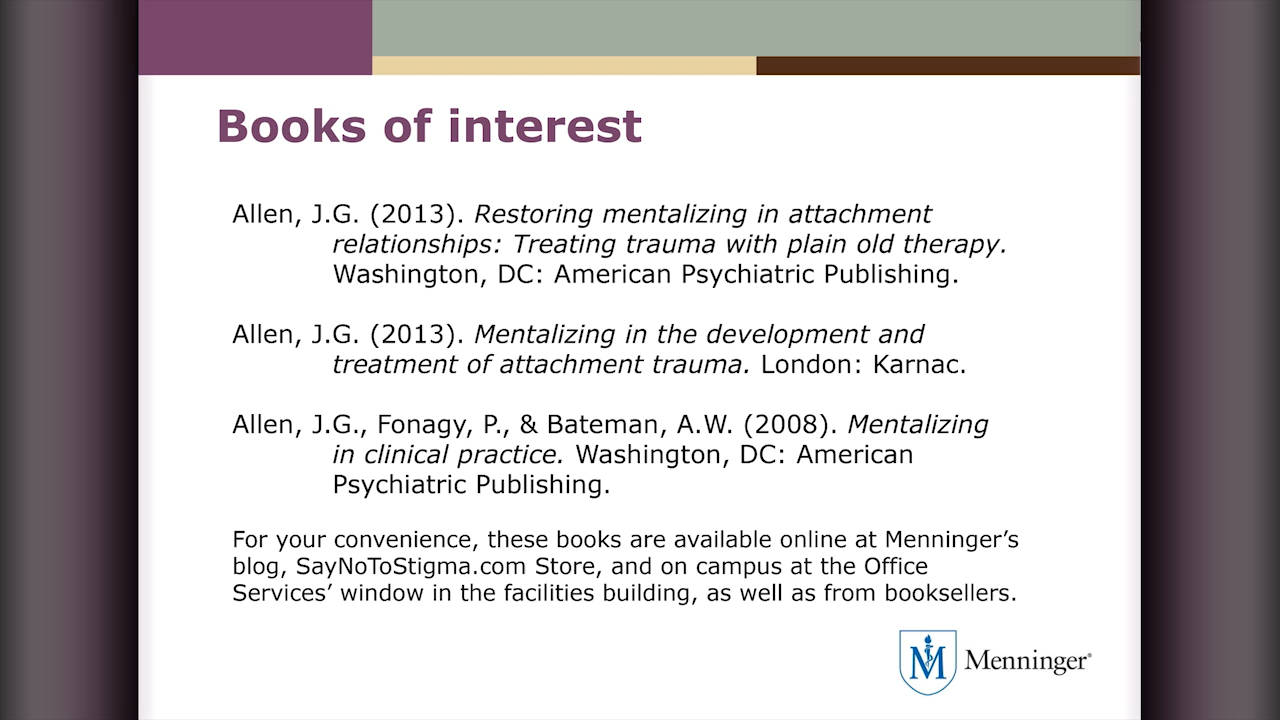 Books of interest
Allen, J.G. (2013). Restoring mentalizing in attachment
relationships: Treating trauma with plain old therapy.
Washington, DC: American Psychiatric Publishing.
Allen, J.G. (2013). Mentalizing in the development and
treatment of attachment trauma. London: Karnac.
Allen, J.G., Fonagy, P., & Bateman, A.W. (2008). Mentalizing
in clinical practice. Washington, DC: American
Psychiatric Publishing.
For your convenience, these books are available online at Menninger’s
blog, SayNoToStigma.com Store, and on campus at the Office
Services’ window in the facilities building, as well as from booksellers.
M Menninger®